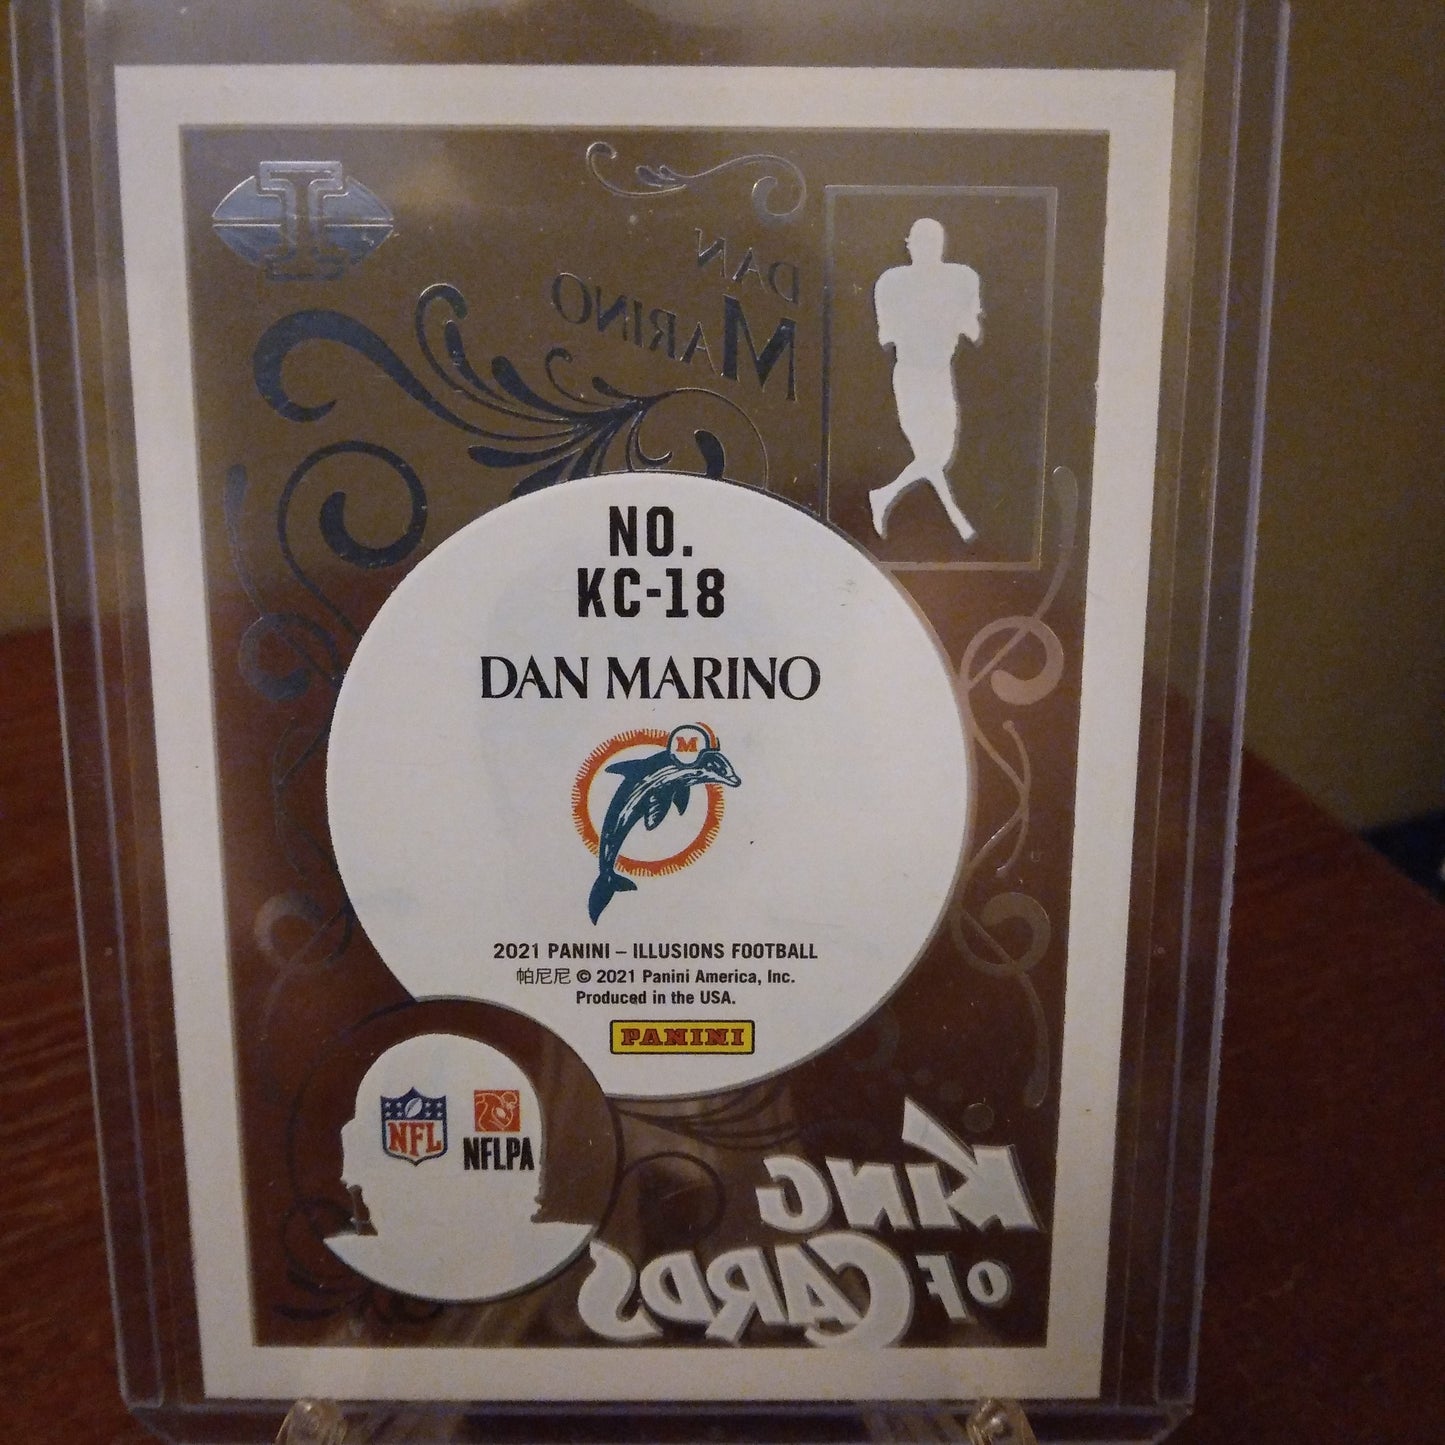 I
DAN
MARINO
NO.
KC-18
DAN MARINO
M
2021 PANINI – ILLUSIONS FOOTBALL
帕尼尼 © 2021 Panini America, Inc.
Produced in the USA.
PANINI
NFL
NFLPA
KING
OF CARDS